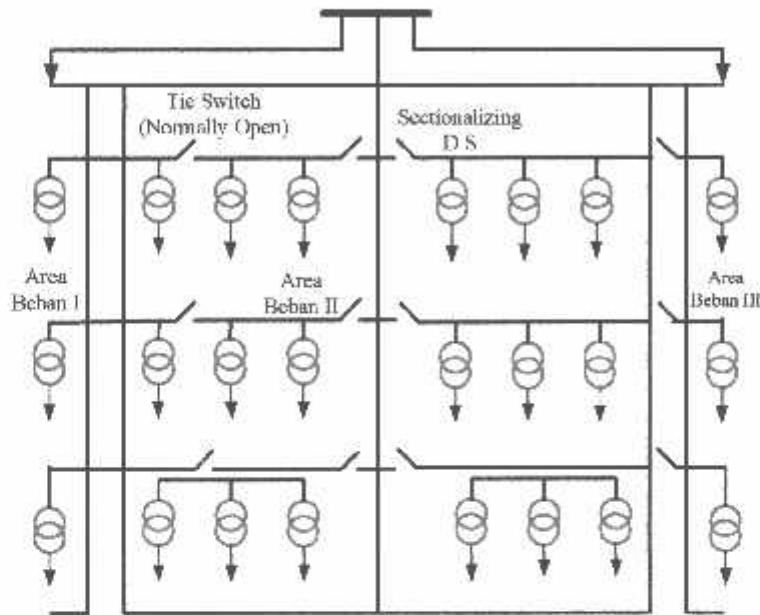 Tie Switch
(Normally Open)
Sectionalizing
D S
Area
Beban I
Area
Beban II
Area
Beban III